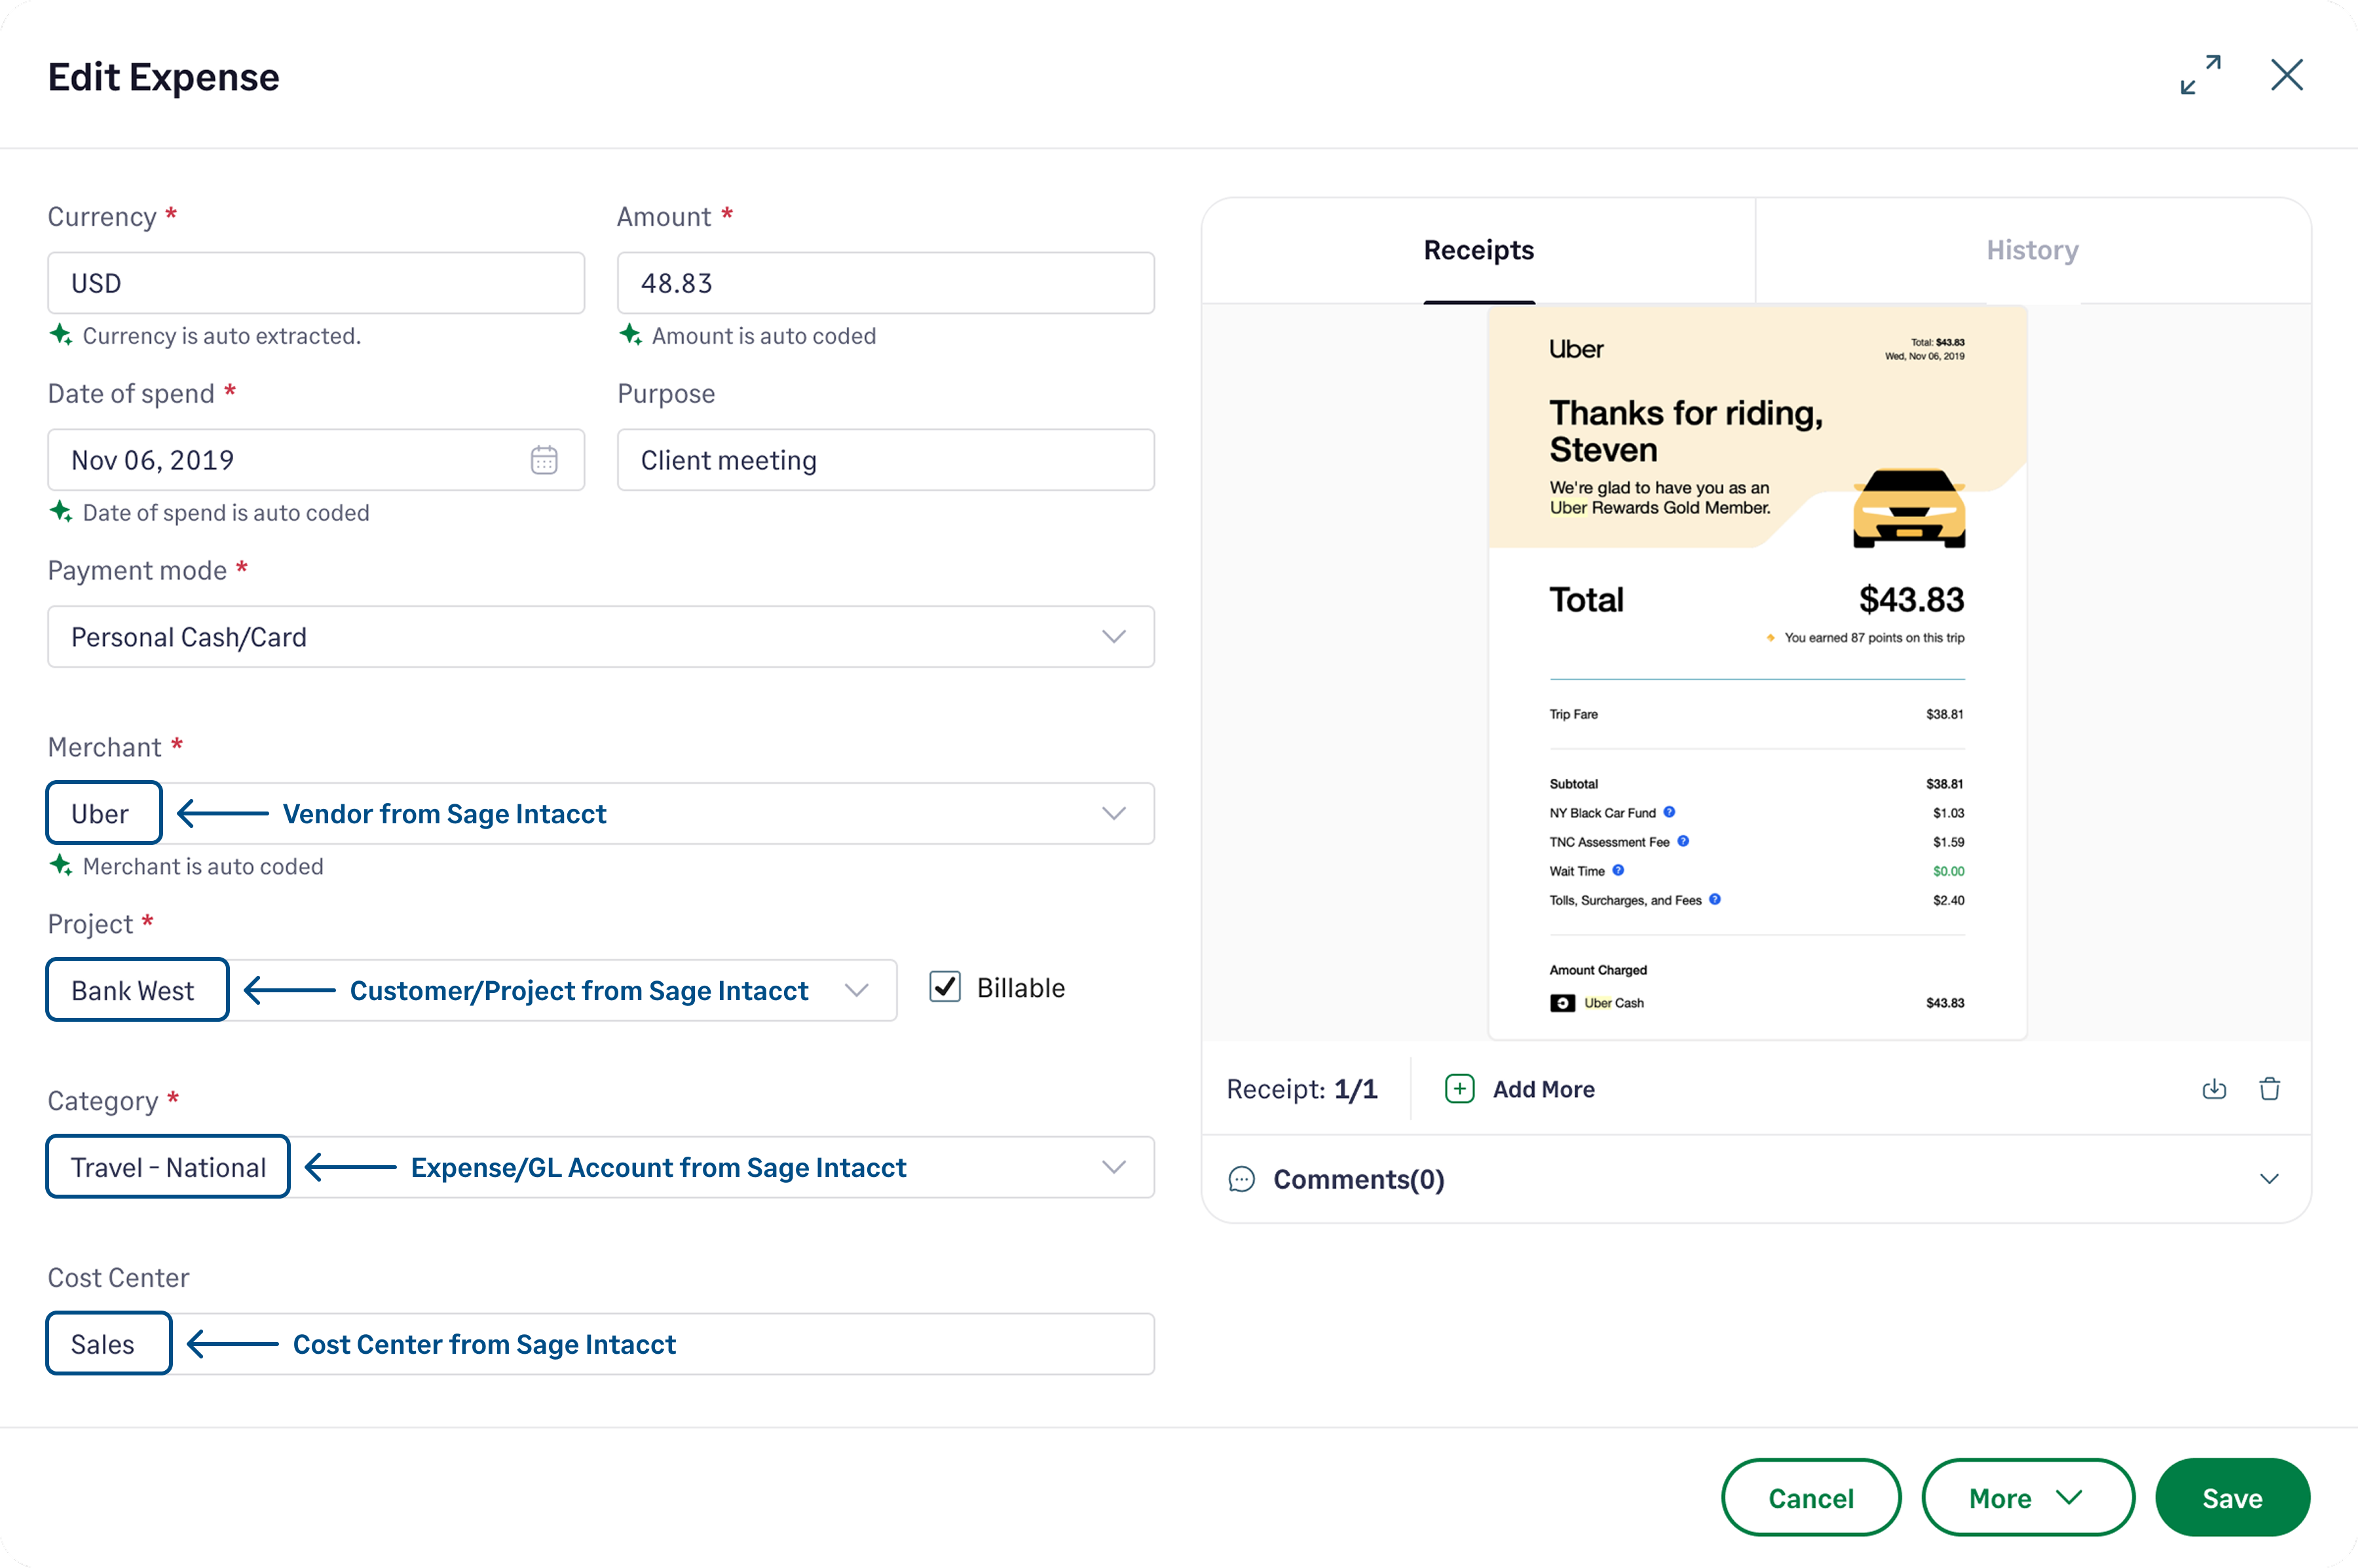 Edit Expense
Currency *
Amount *
USD
48.83
Currency is auto extracted.
Amount is auto coded
Date of spend *
Purpose
Nov 06, 2019
Client meeting
Date of spend is auto coded
Payment mode *
Personal Cash/Card
Merchant *
Uber
Vendor from Sage Intacct
Merchant is auto coded
Project *
Bank West
Customer/Project from Sage Intacct
Billable
Category *
Travel - National
Expense/GL Account from Sage Intacct
Cost Center
Sales
Cost Center from Sage Intacct
Receipts
History
Uber
Total: $43.83
Wed, Nov 06, 2019
Thanks for riding,
Steven
We're glad to have you as an
Uber Rewards Gold Member.
Total $43.83
You earned 87 points on this trip
Trip Fare $38.81
Subtotal $38.81
NY Black Car Fund ? $1.03
TNC Assessment Fee ? $1.59
Wait Time ? $0.00
Tolls, Surcharges, and Fees ? $2.40
Amount Charged
Uber Cash $43.83
Receipt: 1/1
Add More
Comments(0)
Cancel
More
Save